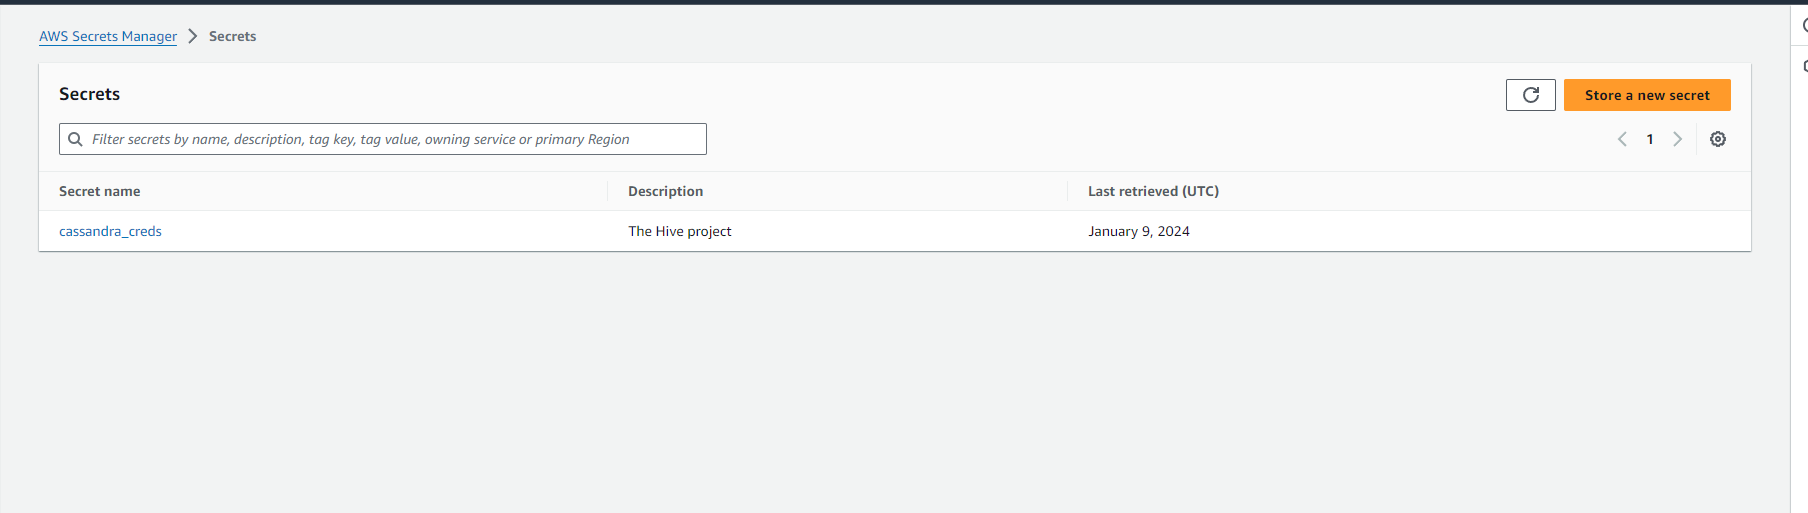 AWS Secrets Manager > Secrets
Secrets
Store a new secret
Filter secrets by name, description, tag key, tag value, owning service or primary Region
1
Secret name Description Last retrieved (UTC)
cassandra_creds The Hive project January 9, 2024